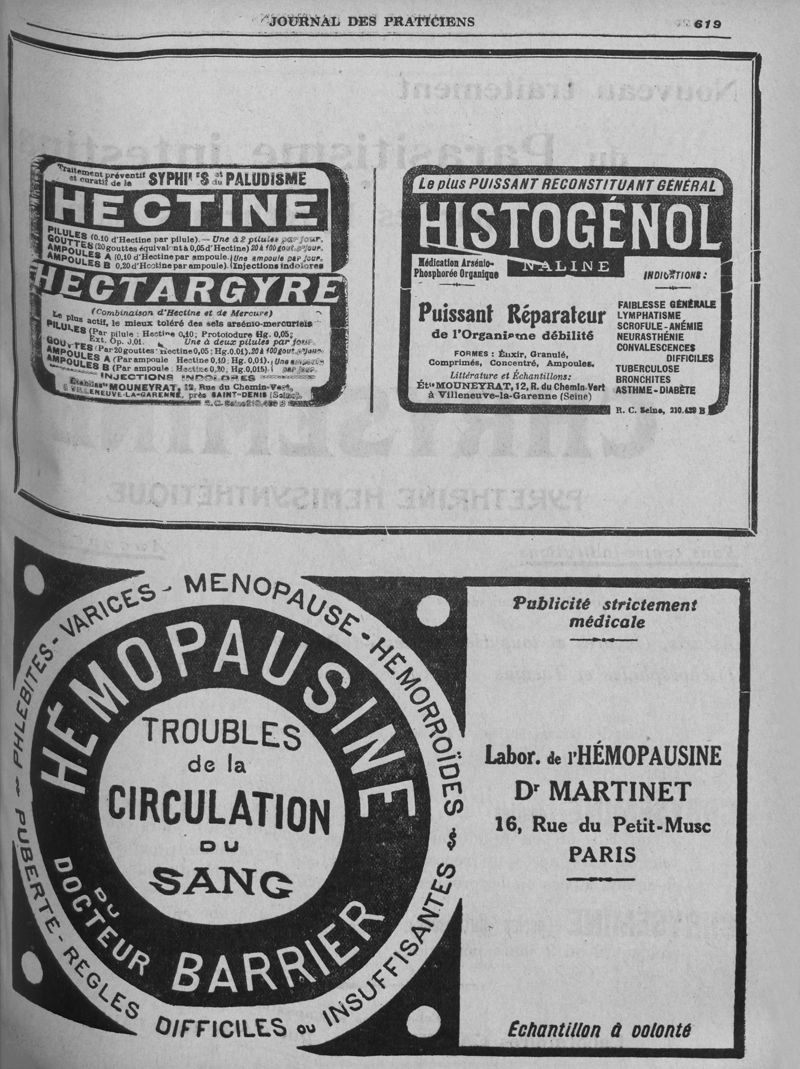 JOURNAL DES PRATICIENS
619
Traitement préventif et curatif de la SYPHI S et du PALUDISME
HECTINE
PILULES (0.10 d'Hectine par pilule). — Une à 2 pilules par jour.
GOUTTES (20 gouttes équivalent à 0,05 d'Hectine) 20 à 100 gout. p' jour.
AMPOULES A (0,10 d'Hectine par ampoule). (Une ampoule par jour.
AMPOULES B (0,20 d'Hectine par ampoule). (Injections indolores
HECTARGYRE
(Combinaison d'Hectine et de Mercure)
Le plus actif, le mieux toléré des sels arsénio-mercuriels
PILULES (Par pilule: Hectine 0,10; Protoiodure Hg. 0,05;
Ext. Op. 0,01. Une à deux pilules par jour.
GOUTTES (Par 20 gouttes: Hectine 0,05; Hg. 0,01). 20 à 100 gout. p' jour
AMPOULES A (Par ampoule Hectine 0,10; Hg. 0,01). (Une ampoule
AMPOULES B (Par ampoule: Hectine 0,20; Hg. 0,015). ( par jour.
INJECTIONS INDOLORES
Établiss'ts MOUNEYRAT, 12, Rue du Chemin-Vert,
VILLENEUVE-LA-GARENNE, près SAINT-DENIS (Seine).
Le plus PUISSANT RECONSTITUANT GÉNÉRAL
HISTOGÉNOL
NALINE
Médication Arsénio-
Phosphorée Organique
Puissant Réparateur
de l'Organisme débilité
FORMES: Élixir, Granulé,
Comprimés, Concentré, Ampoules.
Littérature et Échantillons:
Éts MOUNEYRAT, 12, R. du Chemin-Vert
à Villeneuve-la-Garenne (Seine)
INDICATIONS:
FAIBLESSE GÉNÉRALE
LYMPHATISME
SCROFULE - ANÉMIE
NEURASTHÉNIE
CONVALESCENCES
DIFFICILES
TUBERCULOSE
BRONCHITES
ASTHME - DIABÈTE
R. C. Seine, 210.439 B
PHLÉBITES - VARICES - MENOPAUSE - HÉMORROÏDES &
PUBERTÉ - RÈGLES DIFFICILES ou INSUFFISANTES
HÉMOPAUSINE
DU DOCTEUR BARRIER
TROUBLES
de la
CIRCULATION
DU
SANG
Publicité strictement
médicale
Labor. de l'HÉMOPAUSINE
Dr MARTINET
16, Rue du Petit-Musc
PARIS
Echantillon à volonté